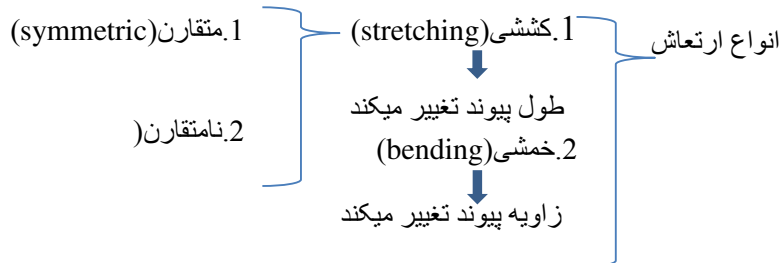 انواع ارتعاش
1.کششی(stretching)
1.متقارن(symmetric)
طول پیوند تغییر میکند
2.نامتقارن(
2.خمشی(bending)
زاویه پیوند تغییر میکند